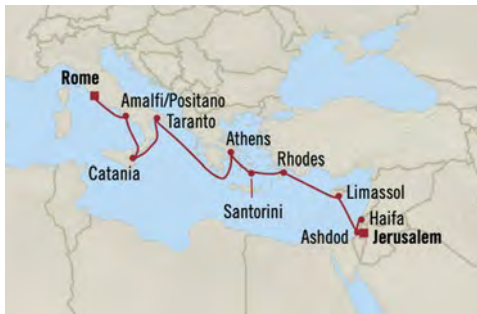 Rome
Amalfi/Positano
Taranto
Athens
Catania
Rhodes
Limassol
Santorini
Haifa
Ashdod
Jerusalem